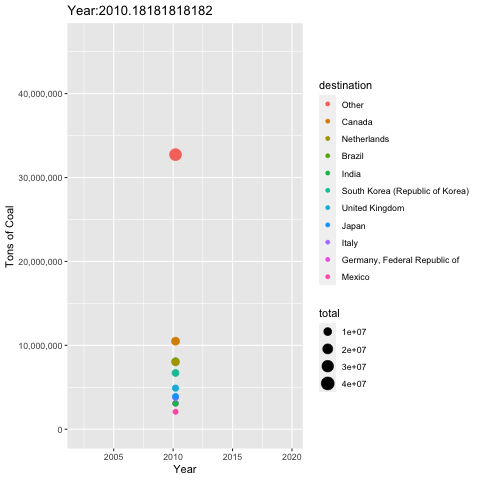 Year:2010.18181818182
Tons of Coal
40,000,000
30,000,000
20,000,000
10,000,000
0
2005 2010 2015 2020
Year
destination
Other
Canada
Netherlands
Brazil
India
South Korea (Republic of Korea)
United Kingdom
Japan
Italy
Germany, Federal Republic of
Mexico
total
1e+07
2e+07
3e+07
4e+07